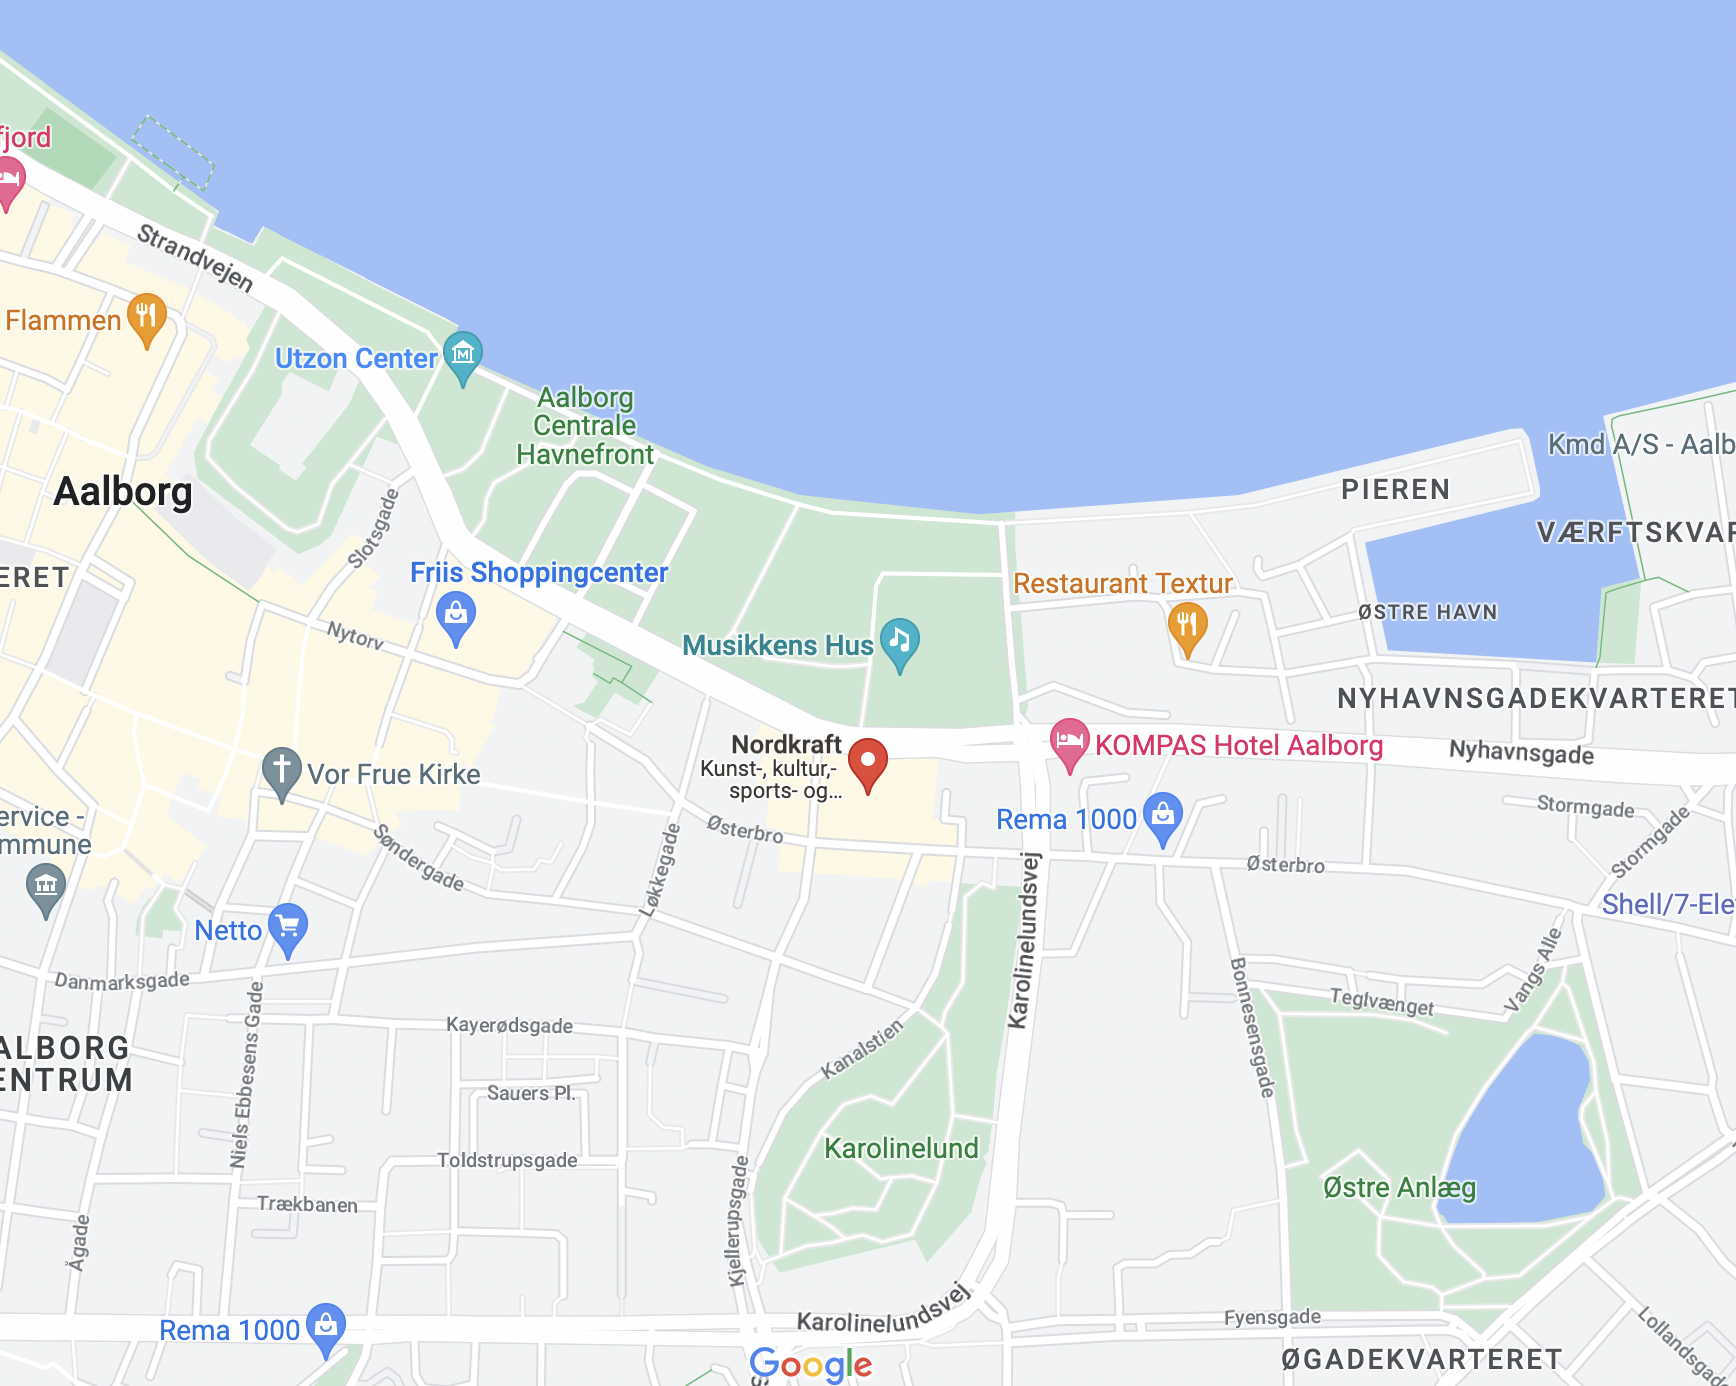 fjord
Strandvejen
Flammen
Utzon Center
Aalborg
Centrale
Havnefront
Kmd A/S - Aalb
PIEREN
Aalborg
VÆRFTSKVAR
Slotsgade
ERET
Friis Shoppingcenter
Restaurant Textur
ØSTRE HAVN
Nytorv
Musikkens Hus
NYHAVNSGADEKVARTERET
Nordkraft
Kunst-, kultur,-
sports- og...
KOMPAS Hotel Aalborg
Nyhavnsgade
Vor Frue Kirke
ervice -
mmune
Rema 1000
Stormgade
Stormgade
Østerbro
Østerbro
Søndergade
Løkkegade
Karolinelundsvej
Shell/7-Ele
Netto
Danmarksgade
Vangs Alle
Teglvænget
Bonnesensgade
Niels Ebbesens Gade
Kayerødsgade
Kanalstien
ALBORG
ENTRUM
Sauers Pl.
Karolinelund
Toldstrupsgade
Østre Anlæg
Trækbanen
Ågade
Kjellerupsgade
Karolinelundsvej
Rema 1000
Fyensgade
Lollandsga
ØGADEKVARTERET
Google